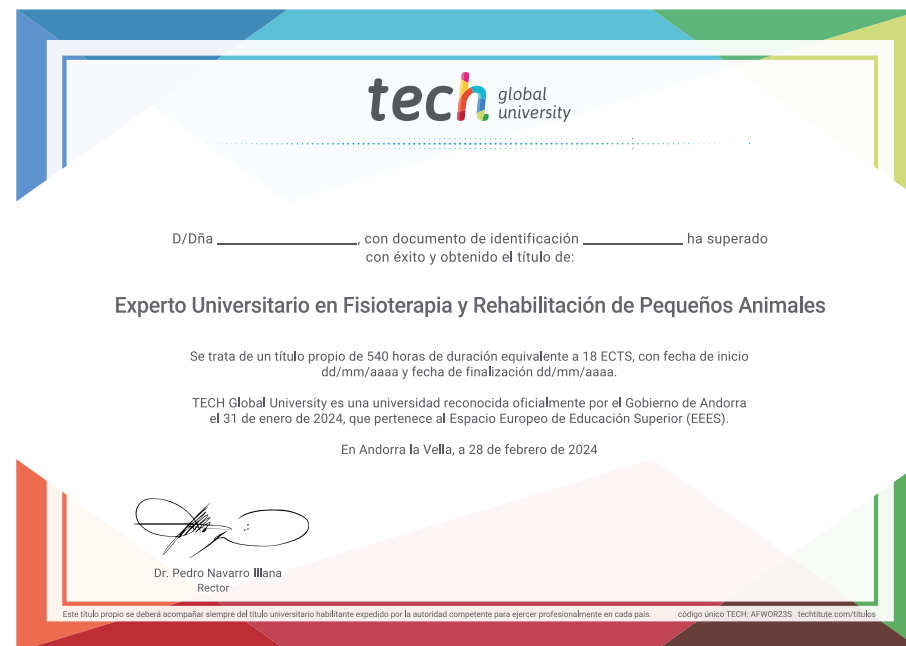 tech global university
D/Dña ____________________, con documento de identificación ______________ ha superado
con éxito y obtenido el título de:
Experto Universitario en Fisioterapia y Rehabilitación de Pequeños Animales
Se trata de un título propio de 540 horas de duración equivalente a 18 ECTS, con fecha de inicio
dd/mm/aaaa y fecha de finalización dd/mm/aaaa.
TECH Global University es una universidad reconocida oficialmente por el Gobierno de Andorra
el 31 de enero de 2024, que pertenece al Espacio Europeo de Educación Superior (EEES).
En Andorra la Vella, a 28 de febrero de 2024
Dr. Pedro Navarro Illana
Rector
Este título propio se deberá acompañar siempre del título universitario habilitante expedido por la autoridad competente para ejercer profesionalmente en cada país.
código único TECH: AFWOR23S techtitute.com/titulos